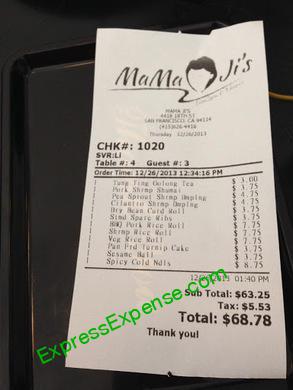 MaMa Ji's
MAMA JI'S
4416 18TH ST
SAN FRANCISCO, CA 94114
(415)626-4416
Thursday 12/26/2013
CHK#: 1020
SVR:Li
Table #: 4 Guest #: 3
Order Time: 12/26/2013 12:34:16 PM
1 Tung Ting Oolong Tea $ 3.00
1 Pork Shrimp Shumai $ 3.75
1 Pea Sprout Shrimp Dmpling $ 4.75
1 Cilantro Shrimp Dmpling $ 4.75
1 Dry Bean Curd Roll $ 3.75
1 Stmd Spare Ribs $ 3.75
1 BBQ Pork Rice Roll $ 7.75
1 Shrmp Rice Roll $ 7.75
1 Veg Rice Roll $ 7.75
1 Pan Frd Turnip Cake $ 3.75
1 Sesame Ball $ 3.75
1 Spicy Cold Ndls $ 8.75
12/26/2013 01:40 PM
Sub Total: $63.25
Tax: $5.53
Total: $68.78
Thank you!
ExpressExpense.com